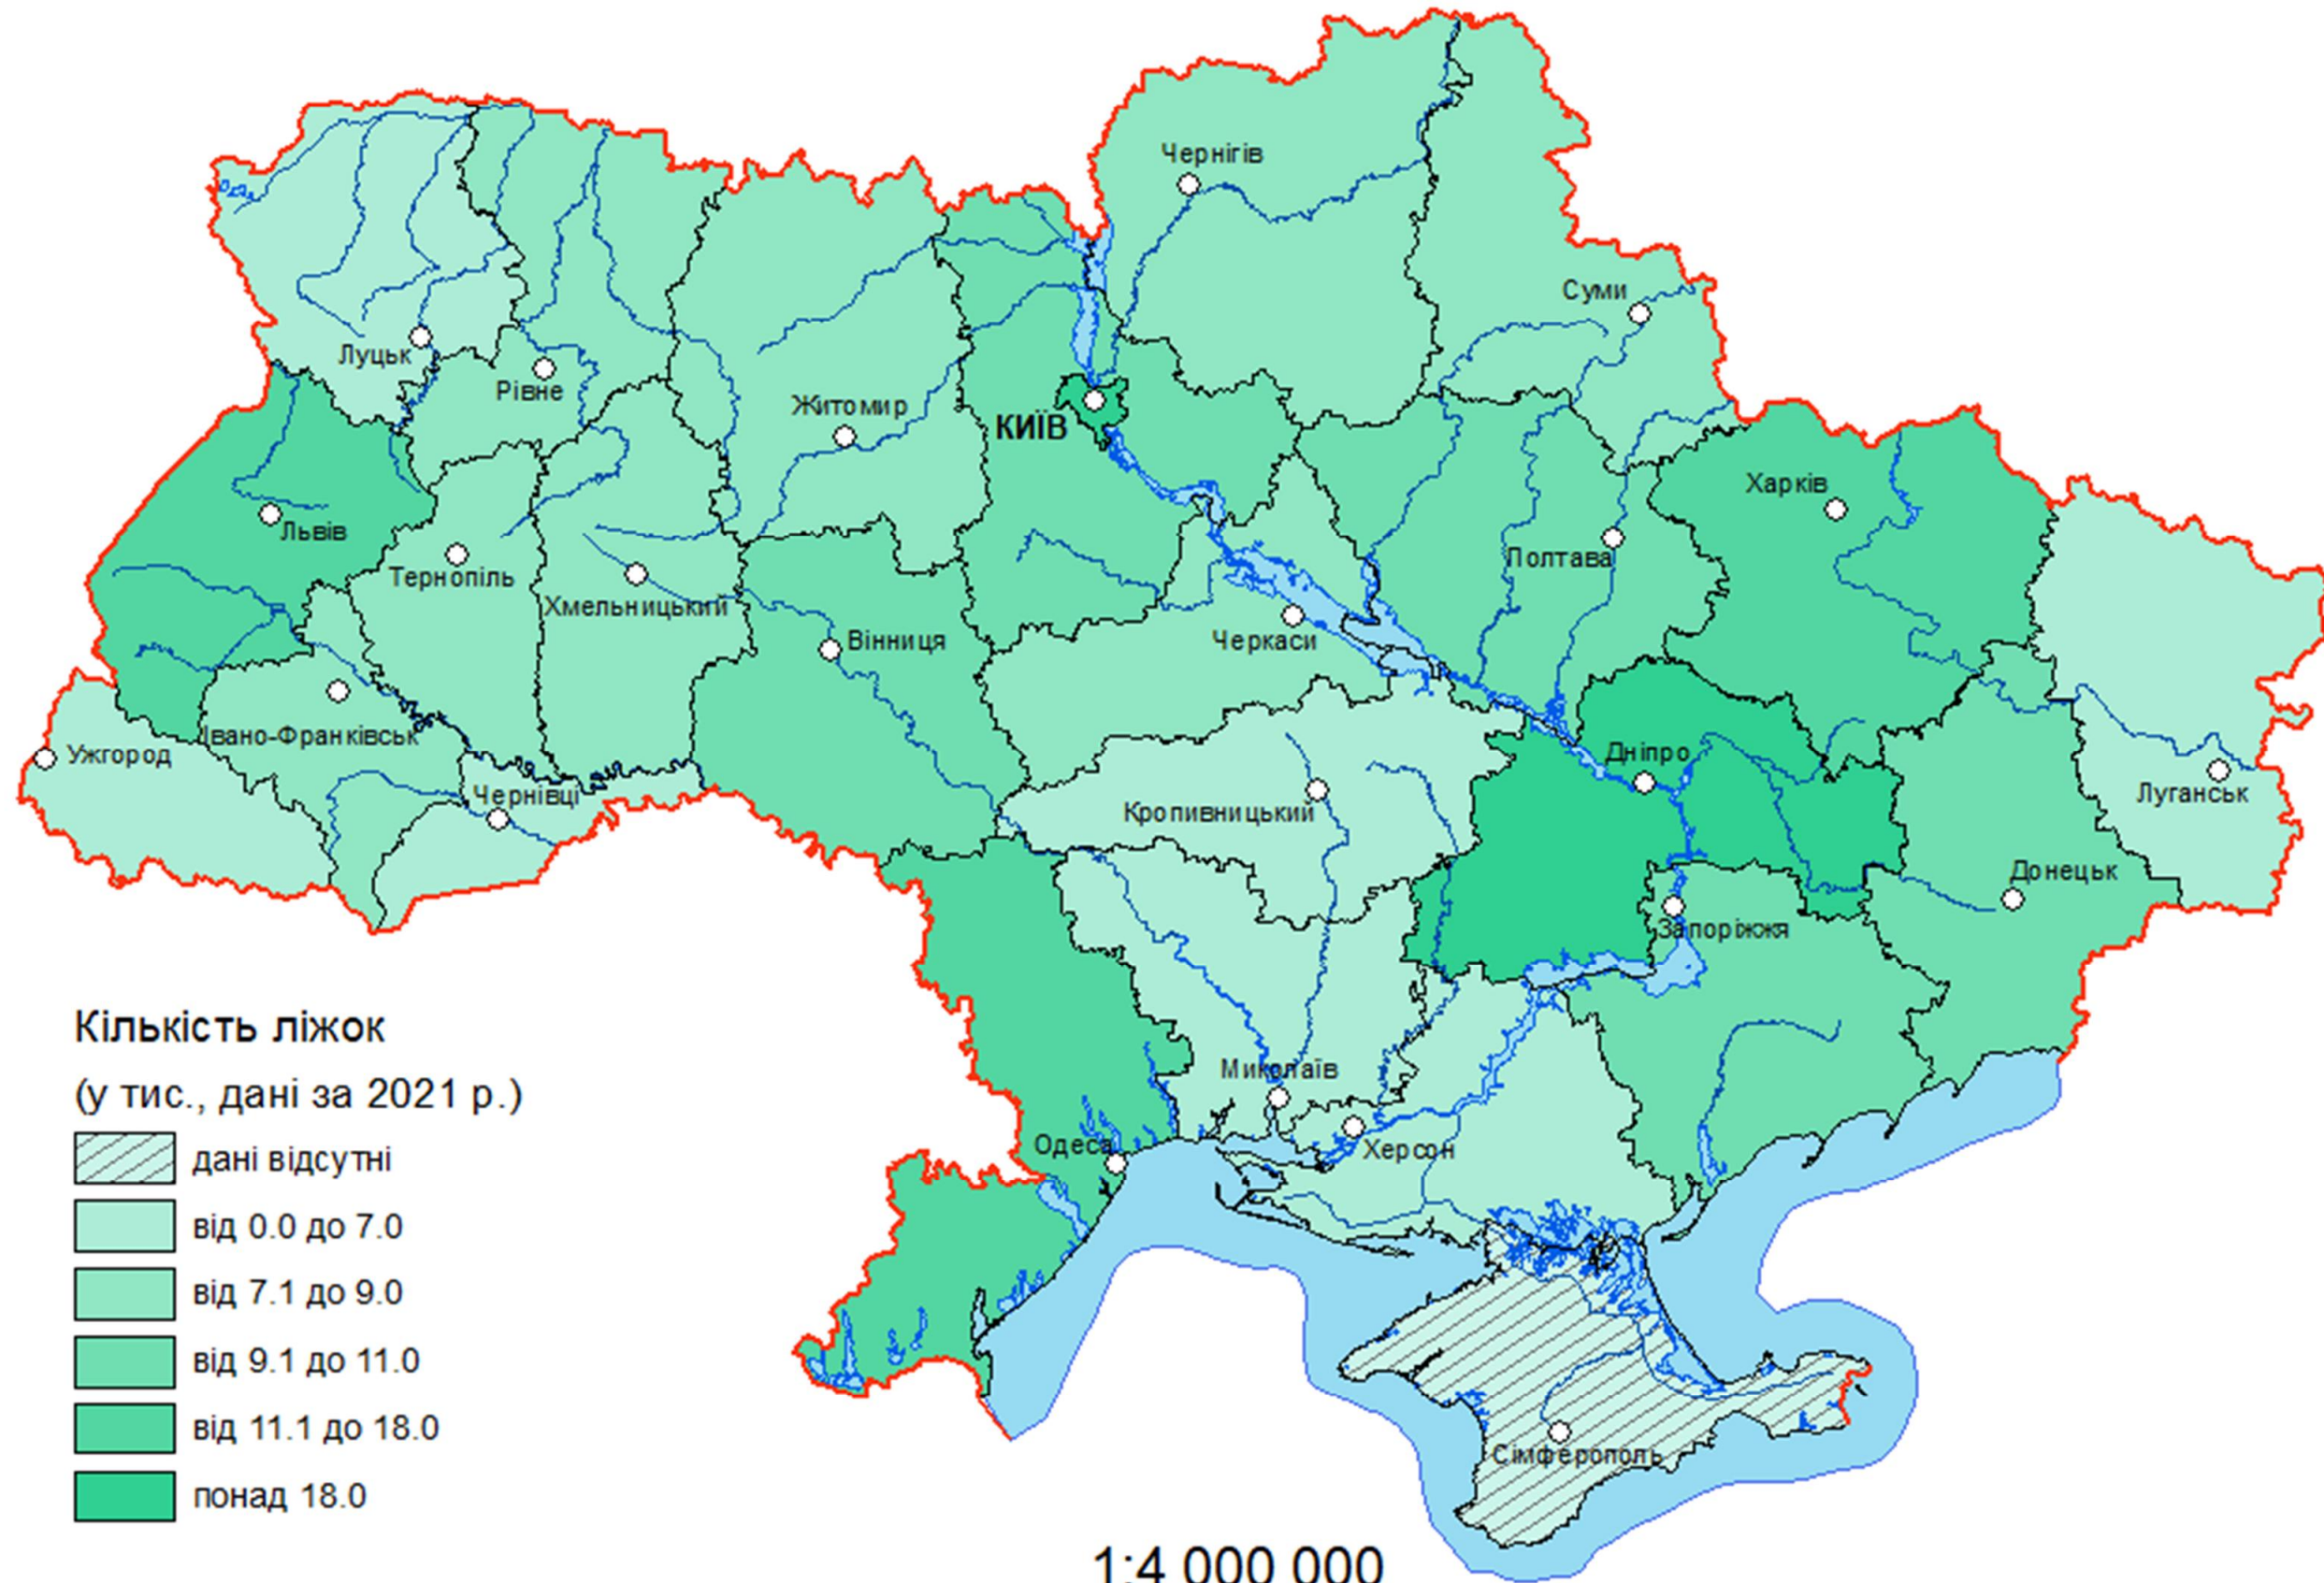 Чернігів
Суми
Луцьк
Рівне
Житомир
КИЇВ
Харків
Львів
Полтава
Тернопіль
Хмельницький
Вінниця
Черкаси
Івано-Франківськ
Ужгород
Дніпро
Чернівці
Луганськ
Кропивницький
Донецьк
Запоріжжя
Миколаїв
Одеса
Херсон
Сімферополь
Кількість ліжок
(у тис., дані за 2021 р.)
дані відсутні
від 0.0 до 7.0
від 7.1 до 9.0
від 9.1 до 11.0
від 11.1 до 18.0
понад 18.0
1:4 000 000